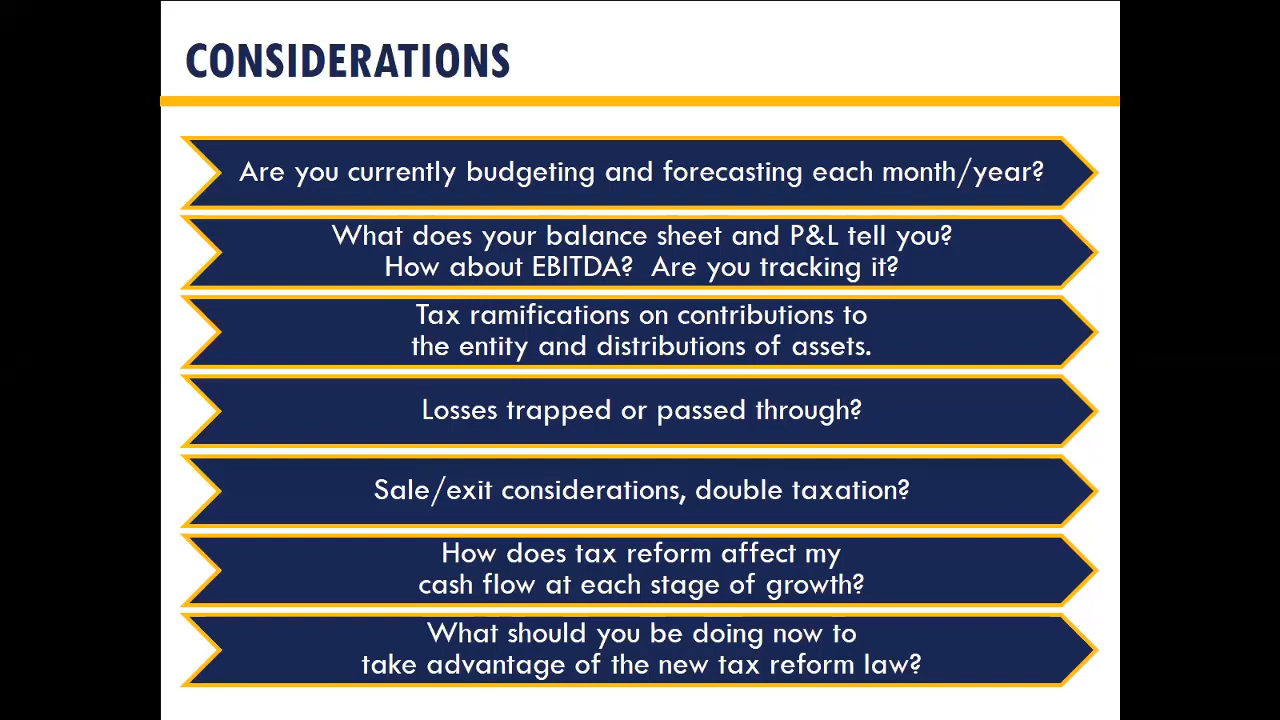 CONSIDERATIONS
Are you currently budgeting and forecasting each month/year?
What does your balance sheet and P&L tell you?
How about EBITDA?  Are you tracking it?
Tax ramifications on contributions to
the entity and distributions of assets.
Losses trapped or passed through?
Sale/exit considerations, double taxation?
How does tax reform affect my
cash flow at each stage of growth?
What should you be doing now to
take advantage of the new tax reform law?